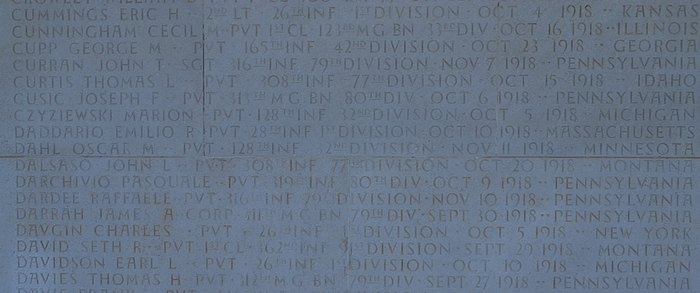 CUMMINGS ERIC H · 2ND LT · 26TH INF · 1ST DIVISION · OCT 4 1918 ·· KANSAS
CUNNINGHAM CECIL M · PVT 1ST CL · 123RD MG BN · 33RD DIV · OCT 16 1918 ·· ILLINOIS
CUPP GEORGE M ·· PVT · 165TH INF · 42ND DIVISION · OCT 23 1918 ·· GEORGIA
CURRAN JOHN T · SGT · 316TH INF · 79TH DIVISION · NOV 7 1918 ·· PENNSYLVANIA
CURTIS THOMAS L ·· PVT · 308TH INF · 77TH DIVISION · OCT 15 1918 ·· IDAHO
CUSIC JOSEPH F ·· PVT · 313TH MG BN · 80TH DIV · OCT 6 1918 ·· PENNSYLVANIA
CZYZIEWSKI MARION · PVT · 128TH INF · 32ND DIVISION · OCT 5 1918 ·· MICHIGAN
DADDARIO EMILIO R · PVT · 28TH INF · 1ST DIVISION · OCT 10 1918 ·· MASSACHUSETTS
DAHL OSCAR M ·· PVT · 128TH INF · 32ND DIVISION · NOV 11 1918 ·· MINNESOTA
DALSASO JOHN L ·· PVT · 308TH INF · 77TH DIVISION · OCT 20 1918 ·· MONTANA
DARCHIVIO PASQUALE · PVT · 319TH INF · 80TH DIV · OCT 9 1918 ·· PENNSYLVANIA
DARDEE RAFFAELE · PVT · 316TH INF · 79TH DIVISION · NOV 10 1918 · PENNSYLVANIA
DARRAH JAMES A · CORP · 311TH MG BN · 79TH DIV · SEPT 30 1918 ·· PENNSYLVANIA
DAUGIN CHARLES ·· PVT · 26TH INF · DIVISION · OCT 5 1918 ·· NEW YORK
DAVID SETH R · PVT 1ST CL · 362ND INF · 91ST DIVISION · SEPT 29 1918 ·· MONTANA
DAVIDSON EARL L ·· PVT · 26TH INF · 1ST DIVISION · OCT 10 1918 ·· MICHIGAN
DAVIES THOMAS H · PVT · 312TH MG BN · 79TH DIV · SEPT 27 1918 ·· PENNSYLVANIA